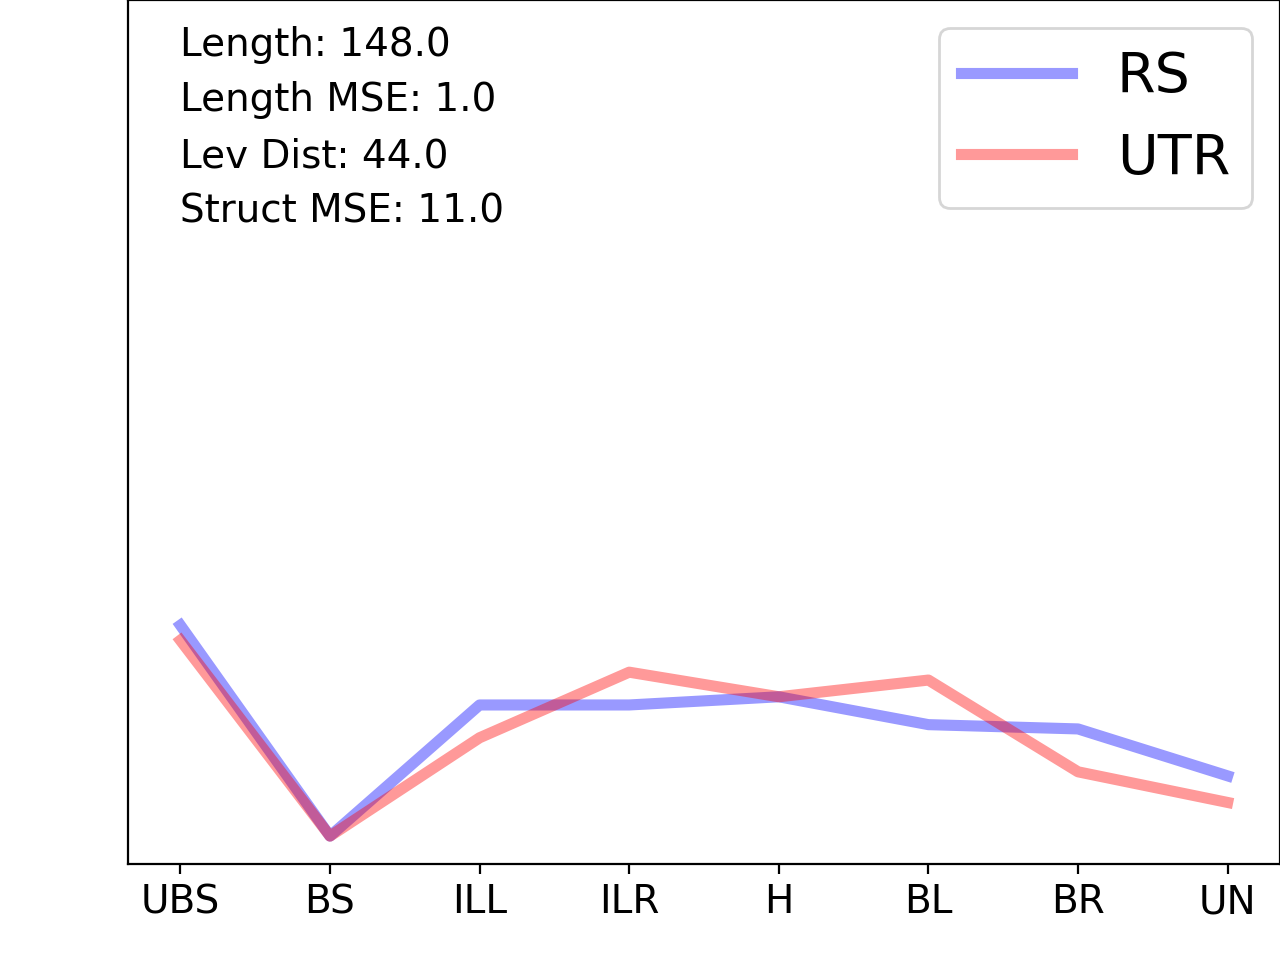 Length: 148.0
Length MSE: 1.0
Lev Dist: 44.0
Struct MSE: 11.0
RS
UTR
UBS BS ILL ILR H BL BR UN